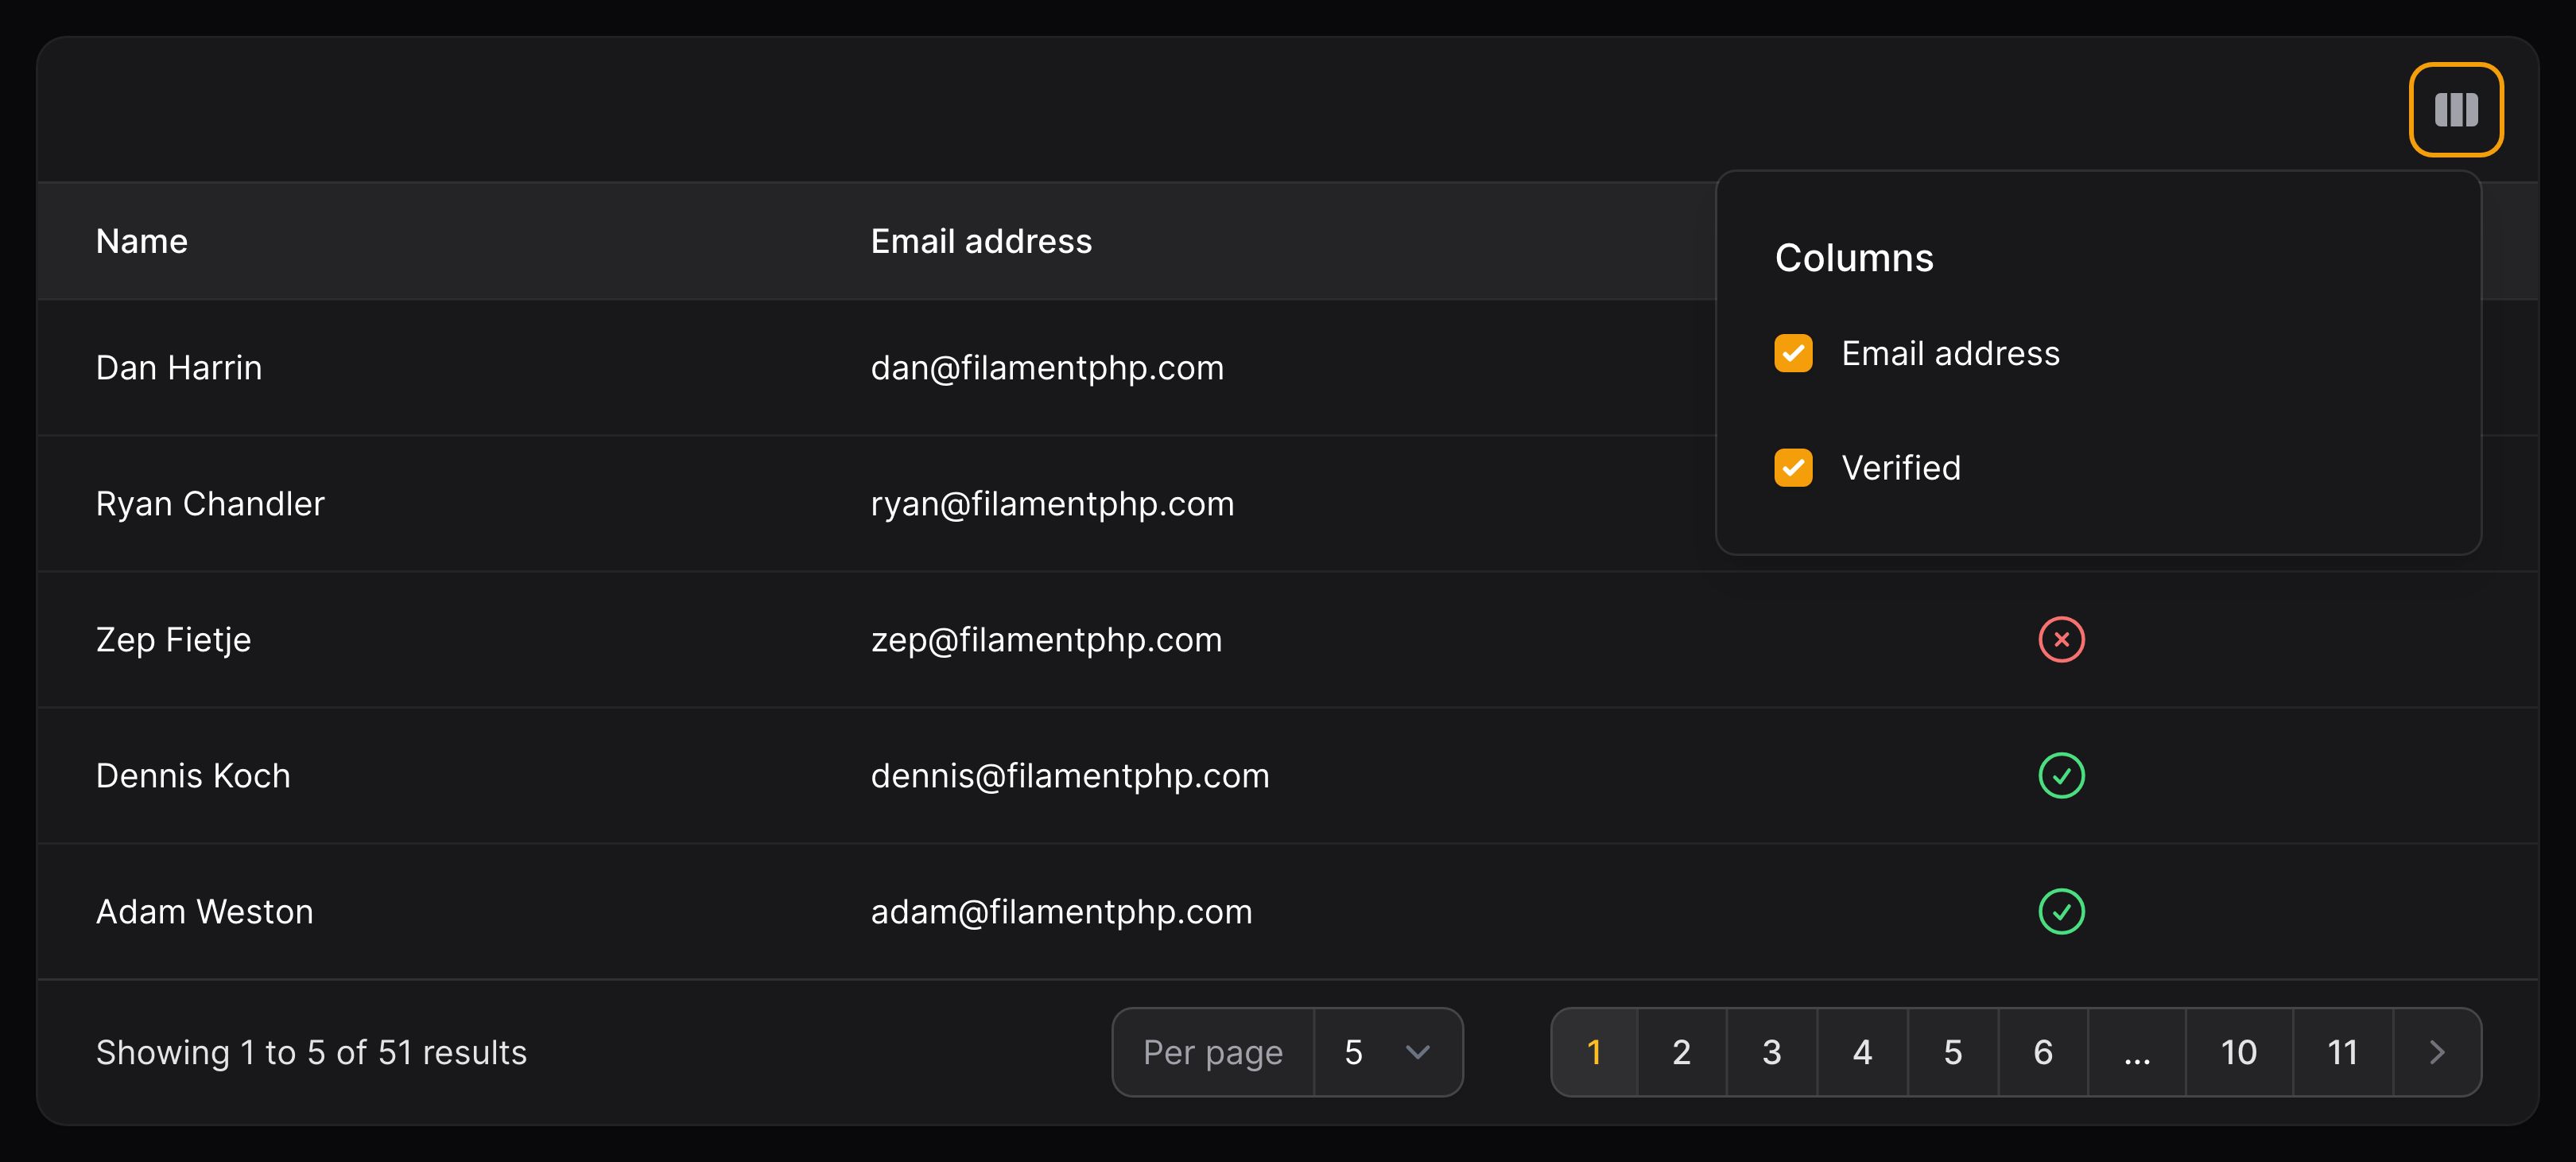 Name Email address
Columns
Email address
Dan Harrin dan@filamentphp.com
Verified
Ryan Chandler ryan@filamentphp.com
Zep Fietje zep@filamentphp.com
Dennis Koch dennis@filamentphp.com
Adam Weston adam@filamentphp.com
Showing 1 to 5 of 51 results Per page 5 1 2 3 4 5 6 ... 10 11